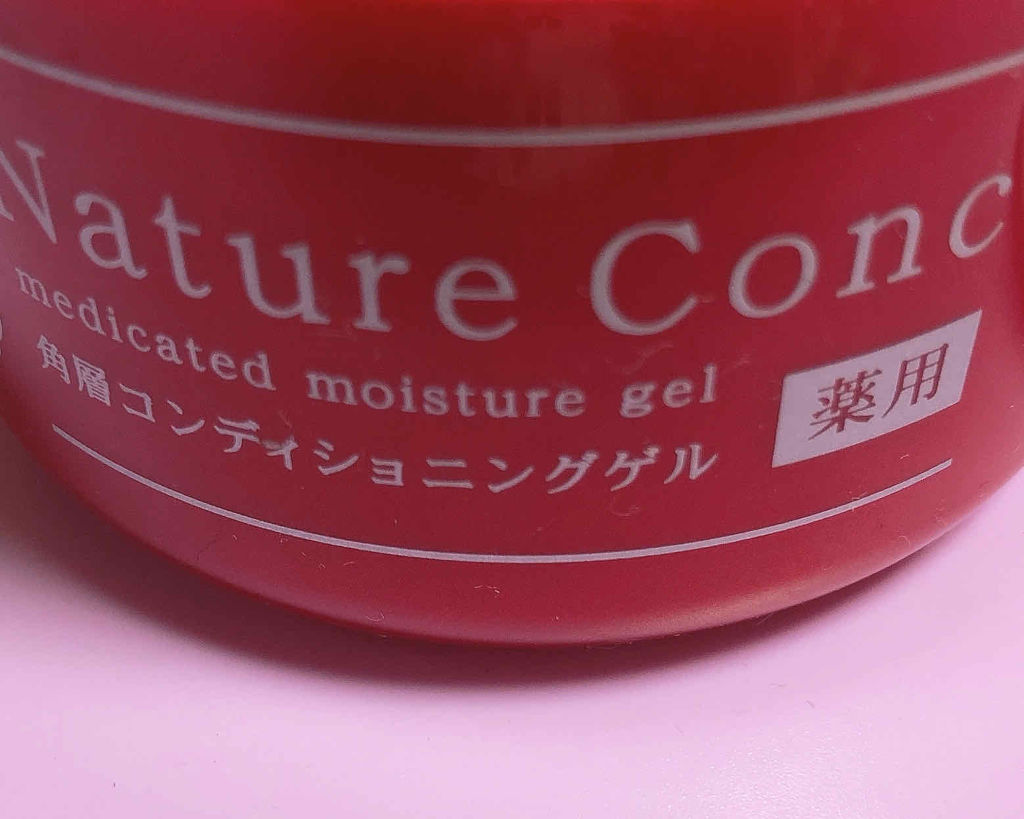 Nature Conc
medicated moisture gel
角層コンディショニングゲル
薬用